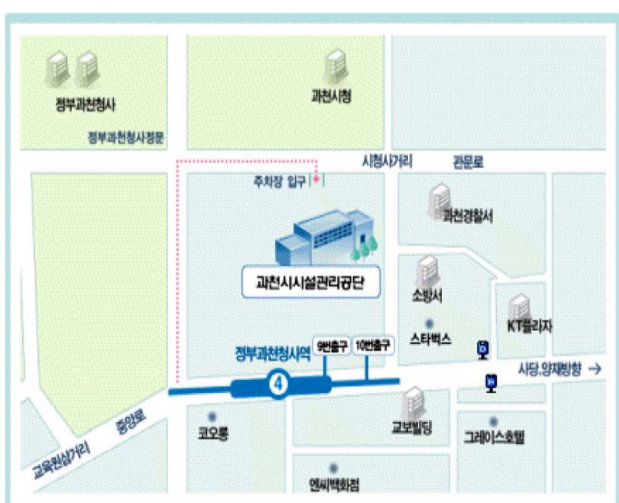 정부과천청사
과천시청
정부과천청사정문
시청사거리
관문로
주차장 입구
과천경찰서
과천시시설관리공단
소방서
KT플라자
스타벅스
정부과천청사역
9번출구
10번출구
4
사당,양재방향 →
중앙로
교육원삼거리
코오롱
교보빌딩
그레이스호텔
엔씨백화점